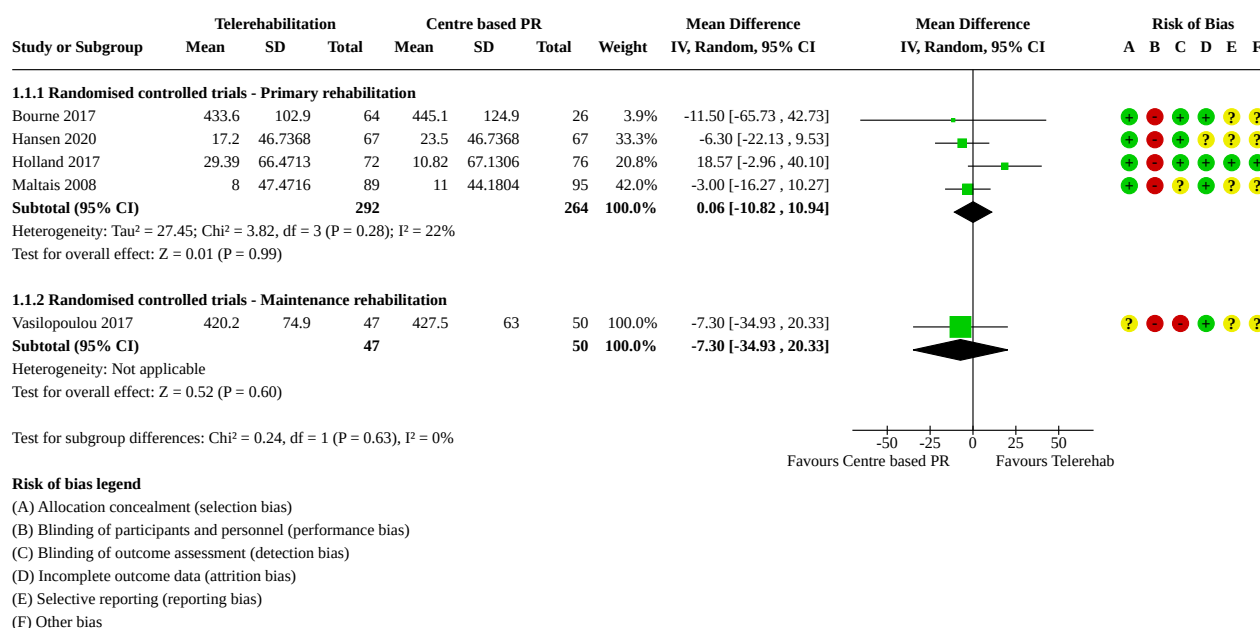 Telerehabilitation Centre based PR Mean Difference Mean Difference Risk of Bias
Study or Subgroup Mean SD Total Mean SD Total Weight IV, Random, 95% CI IV, Random, 95% CI A B C D E F
1.1.1 Randomised controlled trials - Primary rehabilitation
Bourne 2017 433.6 102.9 64 445.1 124.9 26 3.9% -11.50 [-65.73 , 42.73] + - + + ? ?
Hansen 2020 17.2 46.7368 67 23.5 46.7368 67 33.3% -6.30 [-22.13 , 9.53] + - + ? ? ?
Holland 2017 29.39 66.4713 72 10.82 67.1306 76 20.8% 18.57 [-2.96 , 40.10] + - + + + +
Maltais 2008 8 47.4716 89 11 44.1804 95 42.0% -3.00 [-16.27 , 10.27] + - ? + ? ?
Subtotal (95% CI) 292 264 100.0% 0.06 [-10.82 , 10.94]
Heterogeneity: Tau² = 27.45; Chi² = 3.82, df = 3 (P = 0.28); I² = 22%
Test for overall effect: Z = 0.01 (P = 0.99)
1.1.2 Randomised controlled trials - Maintenance rehabilitation
Vasilopoulou 2017 420.2 74.9 47 427.5 63 50 100.0% -7.30 [-34.93 , 20.33] ? - - + ? ?
Subtotal (95% CI) 47 50 100.0% -7.30 [-34.93 , 20.33]
Heterogeneity: Not applicable
Test for overall effect: Z = 0.52 (P = 0.60)
Test for subgroup differences: Chi² = 0.24, df = 1 (P = 0.63), I² = 0%
-50 -25 0 25 50
Favours Centre based PR Favours Telerehab
Risk of bias legend
(A) Allocation concealment (selection bias)
(B) Blinding of participants and personnel (performance bias)
(C) Blinding of outcome assessment (detection bias)
(D) Incomplete outcome data (attrition bias)
(E) Selective reporting (reporting bias)
(F) Other bias